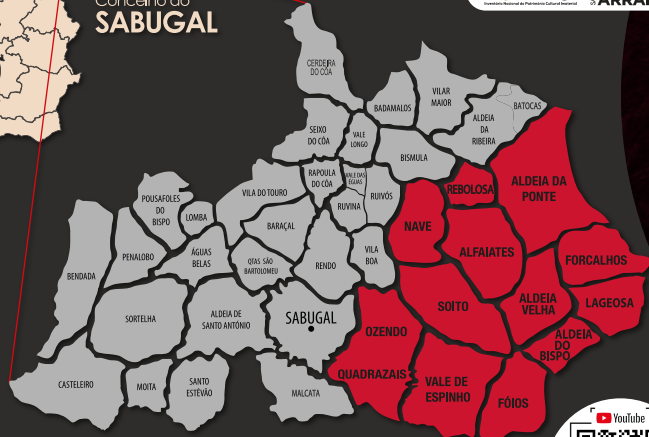 Concelho do
SABUGAL
Inventário Nacional do Património Cultural Imaterial
CERDEIRA
DO CÔA
BADAMALOS
VILAR
MAIOR
BATOCAS
ALDEIA
DA
RIBEIRA
SEIXO
DO CÔA
VALE
LONGO
BISMULA
RAPOULA
DO CÔA
VALE DAS
ÉGUAS
RUVINA
RUIVÓS
REBOLOSA
ALDEIA DA
PONTE
POUSAFOLES
DO
BISPO
LOMBA
VILA DO TOURO
BARAÇAL
NAVE
ALFAIATES
FORCALHOS
PENALOBO
ÁGUAS
BELAS
QTAS SÃO
BARTOLOMEU
RENDO
VILA
BOA
BENDADA
SOITO
ALDEIA
VELHA
LAGEOSA
SORTELHA
ALDEIA DE
SANTO ANTÓNIO
SABUGAL
OZENDO
ALDEIA
DO
BISPO
QUADRAZAIS
VALE DE
ESPINHO
FÓIOS
CASTELEIRO
MOITA
SANTO
ESTÊVÃO
MALCATA
YouTube